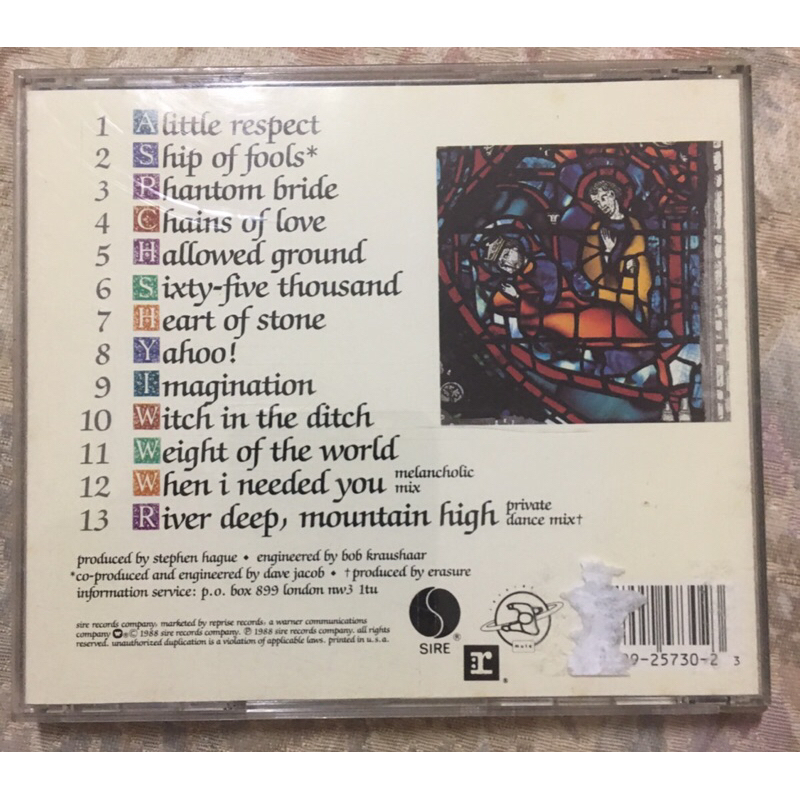 1 A little respect
2 Ship of fools*
3 Phantom bride
4 Chains of love
5 Hallowed ground
6 Sixty-five thousand
7 Heart of stone
8 Yahoo!
9 Imagination
10 Witch in the ditch
11 Weight of the world
12 When i needed you melancholic mix
13 River deep, mountain high private dance mix†
produced by stephen hague • engineered by bob kraushaar
*co-produced and engineered by dave jacob • †produced by erasure
information service: p.o. box 899 london nw3 1tu
sire records company. marketed by reprise records. a warner communications
company ℗ © 1988 sire records company. ℗ 1988 sire records company. all rights
reserved. unauthorized duplication is a violation of applicable laws. printed in u.s.a.
SIRE ®
r ®
mute
9-25730-2 3